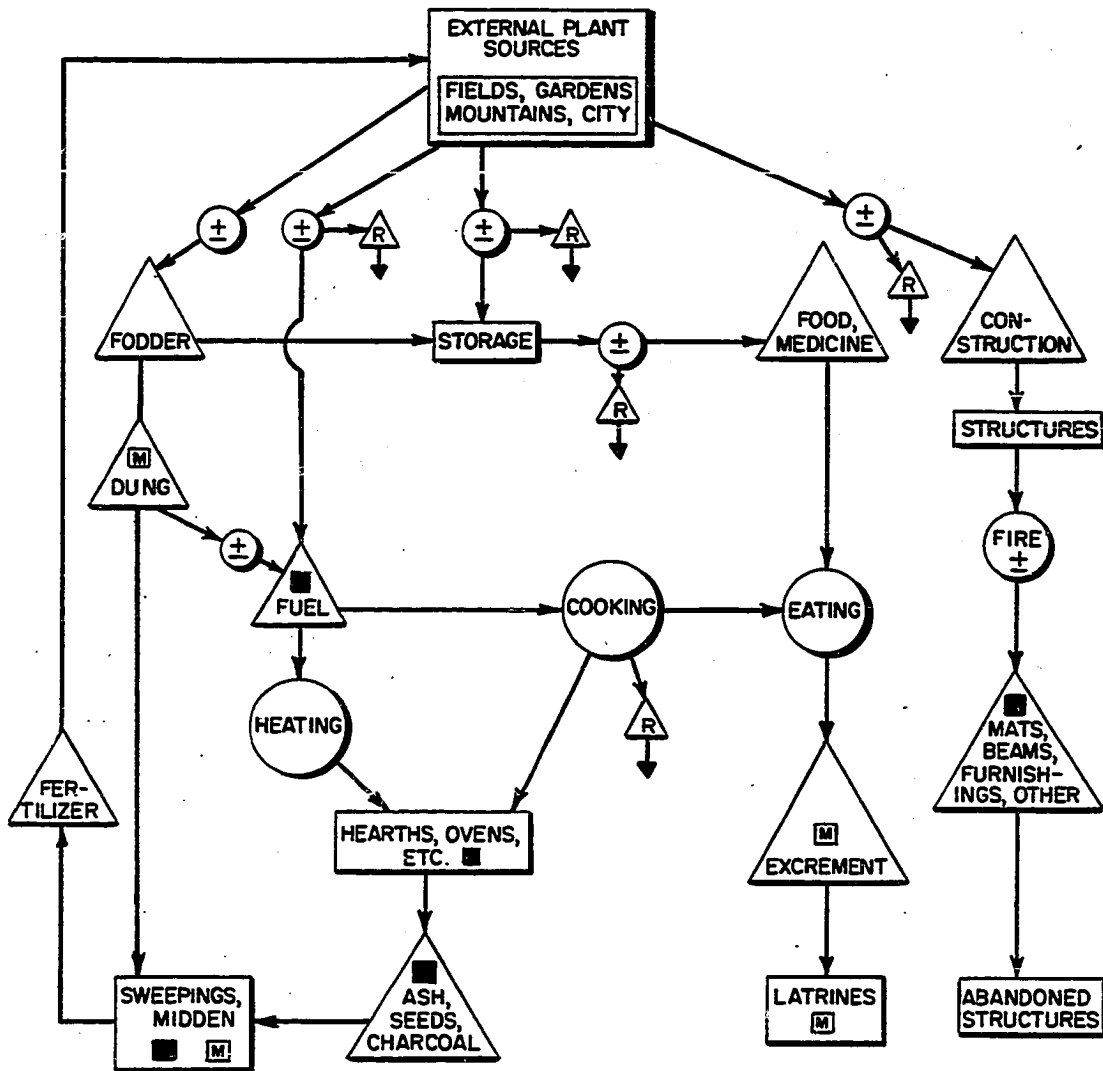 EXTERNAL PLANT
SOURCES
FIELDS, GARDENS
MOUNTAINS, CITY
±
±
±
±
R
R
R
FODDER
STORAGE
±
FOOD,
MEDICINE
CON-
STRUCTION
R
STRUCTURES
M
DUNG
±
FIRE
±
FUEL
COOKING
EATING
HEATING
R
MATS,
BEAMS,
FURNISH-
INGS, OTHER
FER-
TILIZER
HEARTHS, OVENS,
ETC.
M
EXCREMENT
SWEEPINGS,
MIDDEN
M
ASH,
SEEDS,
CHARCOAL
LATRINES
M
ABANDONED
STRUCTURES